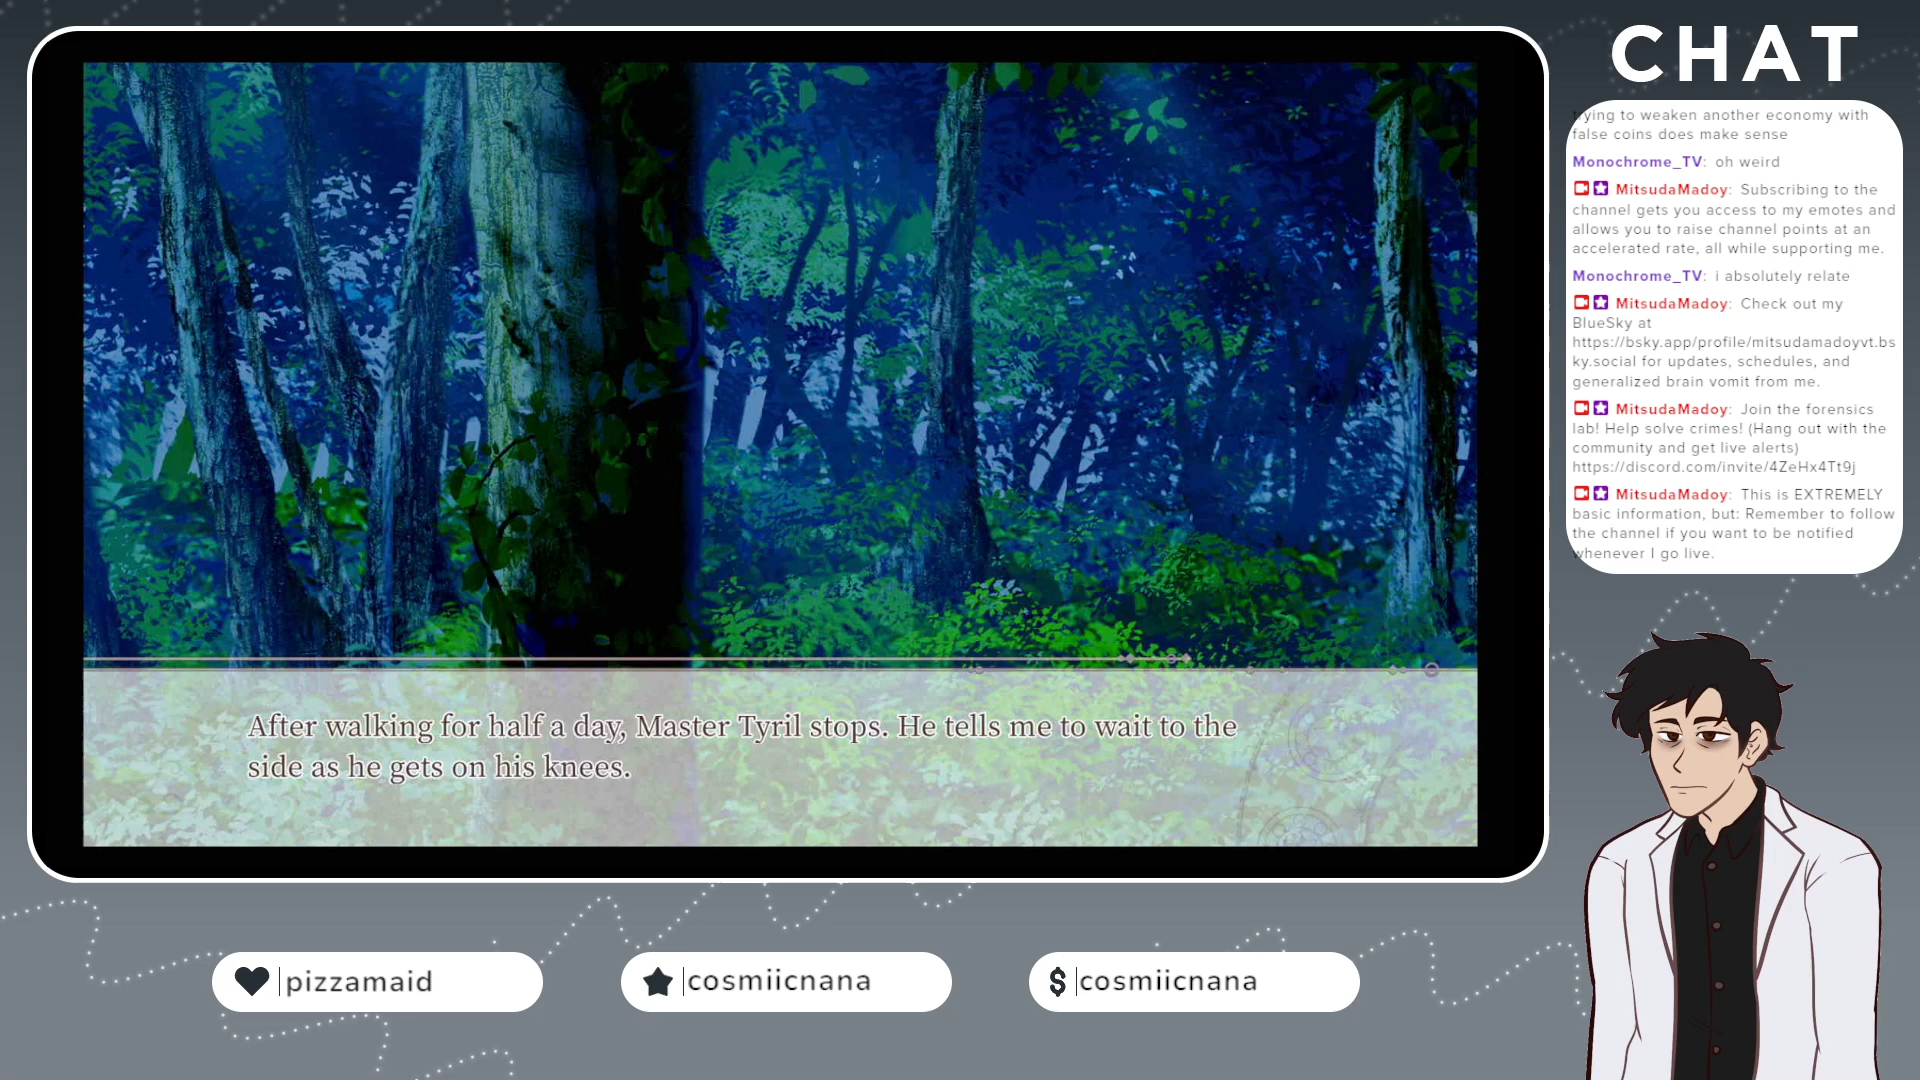 CHAT
trying to weaken another economy with
false coins does make sense
Monochrome_TV: oh weird
MitsudaMadoy: Subscribing to the
channel gets you access to my emotes and
allows you to raise channel points at an
accelerated rate, all while supporting me.
Monochrome_TV: i absolutely relate
MitsudaMadoy: Check out my
BlueSky at
https://bsky.app/profile/mitsudamadoyvt.bs
ky.social for updates, schedules, and
generalized brain vomit from me.
MitsudaMadoy: Join the forensics
lab! Help solve crimes! (Hang out with the
community and get live alerts)
https://discord.com/invite/4ZeHx4Tt9j
MitsudaMadoy: This is EXTREMELY
basic information, but: Remember to follow
the channel if you want to be notified
whenever I go live.
After walking for half a day, Master Tyril stops. He tells me to wait to the
side as he gets on his knees.
pizzamaid
cosmiicnana
$ cosmiicnana